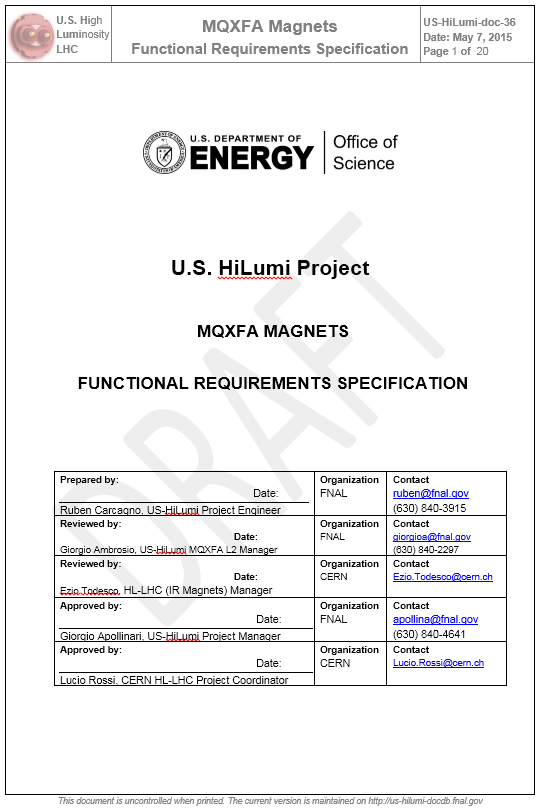 U.S. High
Luminosity
LHC
MQXFA Magnets
Functional Requirements Specification
US-HiLumi-doc-36
Date: May 7, 2015
Page 1 of 20
U.S. DEPARTMENT OF
ENERGY
Office of
Science
DRAFT
U.S. HiLumi Project
MQXFA MAGNETS
FUNCTIONAL REQUIREMENTS SPECIFICATION
Prepared by:
Date:
Ruben Carcagno, US-HiLumi Project Engineer
Organization
FNAL
Contact
ruben@fnal.gov
(630) 840-3915
Reviewed by:
Date:
Giorgio Ambrosio, US-HiLumi MQXFA L2 Manager
Organization
FNAL
Contact
giorgioa@fnal.gov
(630) 840-2297
Reviewed by:
Date:
Ezio.Todesco, HL-LHC (IR Magnets) Manager
Organization
CERN
Contact
Ezio.Todesco@cern.ch
Approved by:
Date:
Giorgio Apollinari, US-HiLumi Project Manager
Organization
FNAL
Contact
apollina@fnal.gov
(630) 840-4641
Approved by:
Date:
Lucio Rossi, CERN HL-LHC Project Coordinator
Organization
CERN
Contact
Lucio.Rossi@cern.ch
This document is uncontrolled when printed. The current version is maintained on http://us-hilumi-docdb.fnal.gov